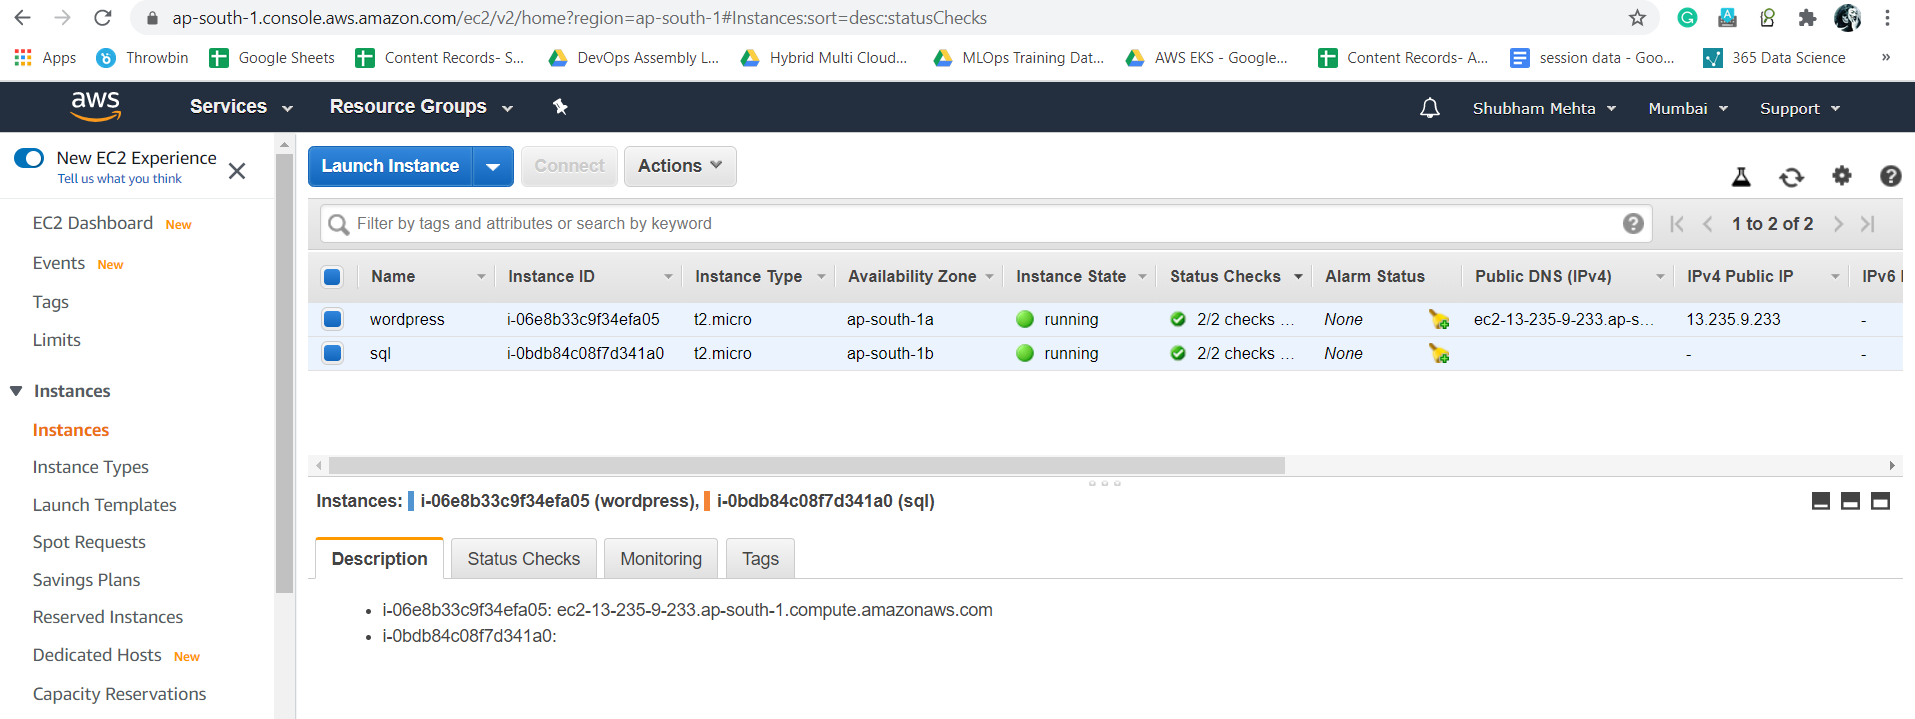 ap-south-1.console.aws.amazon.com/ec2/v2/home?region=ap-south-1#Instances:sort=desc:statusChecks
Apps Throwbin Google Sheets Content Records- S... DevOps Assembly L... Hybrid Multi Cloud... MLOps Training Dat... AWS EKS - Google... Content Records- A... session data - Goo... 365 Data Science »
aws Services Resource Groups Shubham Mehta Mumbai Support
New EC2 Experience
Tell us what you think
EC2 Dashboard New
Events New
Tags
Limits
Instances
Instances
Instance Types
Launch Templates
Spot Requests
Savings Plans
Reserved Instances
Dedicated Hosts New
Capacity Reservations
Launch Instance Connect Actions
Filter by tags and attributes or search by keyword 1 to 2 of 2
Name Instance ID Instance Type Availability Zone Instance State Status Checks Alarm Status Public DNS (IPv4) IPv4 Public IP IPv6
wordpress i-06e8b33c9f34efa05 t2.micro ap-south-1a running 2/2 checks ... None ec2-13-235-9-233.ap-s... 13.235.9.233 -
sql i-0bdb84c08f7d341a0 t2.micro ap-south-1b running 2/2 checks ... None - -
Instances: i-06e8b33c9f34efa05 (wordpress), i-0bdb84c08f7d341a0 (sql)
Description Status Checks Monitoring Tags
• i-06e8b33c9f34efa05: ec2-13-235-9-233.ap-south-1.compute.amazonaws.com
• i-0bdb84c08f7d341a0: